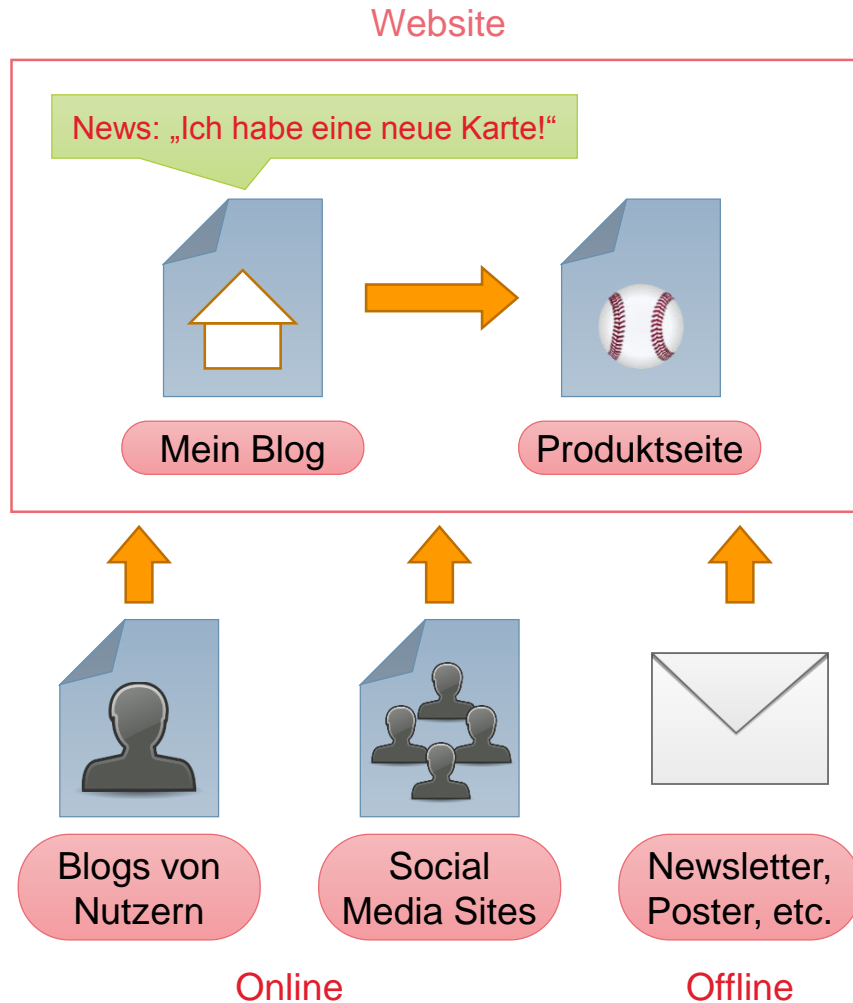 Website
News: „Ich habe eine neue Karte!“
Mein Blog
Produktseite
Blogs von
Nutzern
Social
Media Sites
Newsletter,
Poster, etc.
Online
Offline